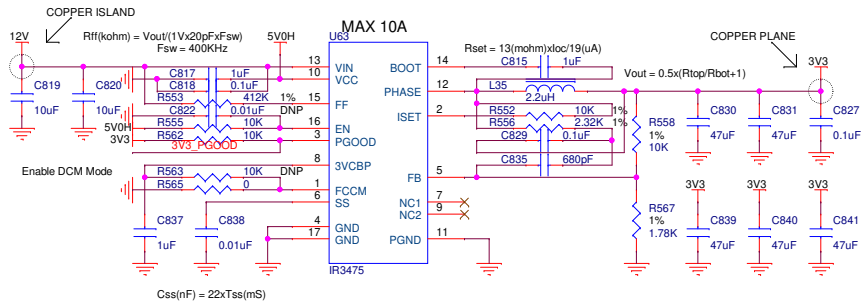 COPPER ISLAND
MAX 10A
12V
Rff(kohm) = Vout/(1Vx20pFxFsw)
Fsw = 400KHz
5V0H
U63
Rset = 13(mohm)xIoc/19(uA)
COPPER PLANE
3V3
Vout = 0.5x(Rtop/Rbot+1)
C819
10uF
C820
10uF
C817 1uF
C818 0.1uF
R553 412K 1%
C822 0.01uF DNP
5V0H R555 10K
3V3 R562 10K
3V3_PGOOD
Enable DCM Mode
R563 10K DNP
R565 0
C837
1uF
C838
0.01uF
13 VIN
10 VCC
15 FF
16 EN
3 PGOOD
8 3VCBP
1 FCCM
6 SS
4 GND
17 GND
BOOT 14
PHASE 12
ISET 2
FB 5
NC1 7
NC2 9
PGND 11
IR3475
C815 1uF
L35
2.2uH
R552 10K 1%
R556 2.32K 1%
C829 0.1uF
C835 680pF
R558
1%
10K
R567
1%
1.78K
C830
47uF
C831
47uF
C827
0.1uF
3V3
3V3
3V3
C839
47uF
C840
47uF
C841
47uF
Css(nF) = 22xTss(mS)